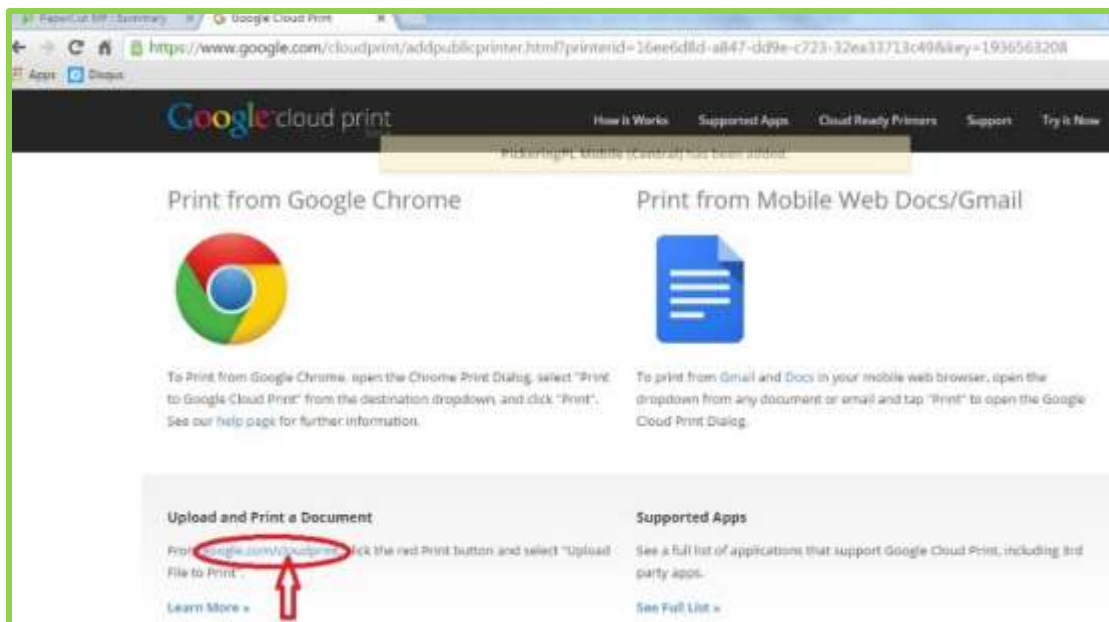 PaperCut MF : Summary
Google Cloud Print
https://www.google.com/cloudprint/addpublicprinter.html?printerid=16ee6d8d-a847-dd9e-c723-32ea33713c49&key=1936563208
Apps Disqus
Google cloud print
How it Works Supported Apps Cloud Ready Printers Support Try it Now
PickeringPL Mobile (Central) has been added.
Print from Google Chrome
Print from Mobile Web Docs/Gmail
To Print from Google Chrome, open the Chrome Print Dialog, select "Print
to Google Cloud Print" from the destination dropdown, and click "Print".
See our help page for further information.
To print from Gmail and Docs in your mobile web browser, open the
dropdown from any document or email and tap "Print" to open the Google
Cloud Print Dialog.
Upload and Print a Document
From google.com/cloudprint click the red Print button and select "Upload
File to Print".
Learn More »
Supported Apps
See a full list of applications that support Google Cloud Print, including 3rd
party apps.
See Full List »